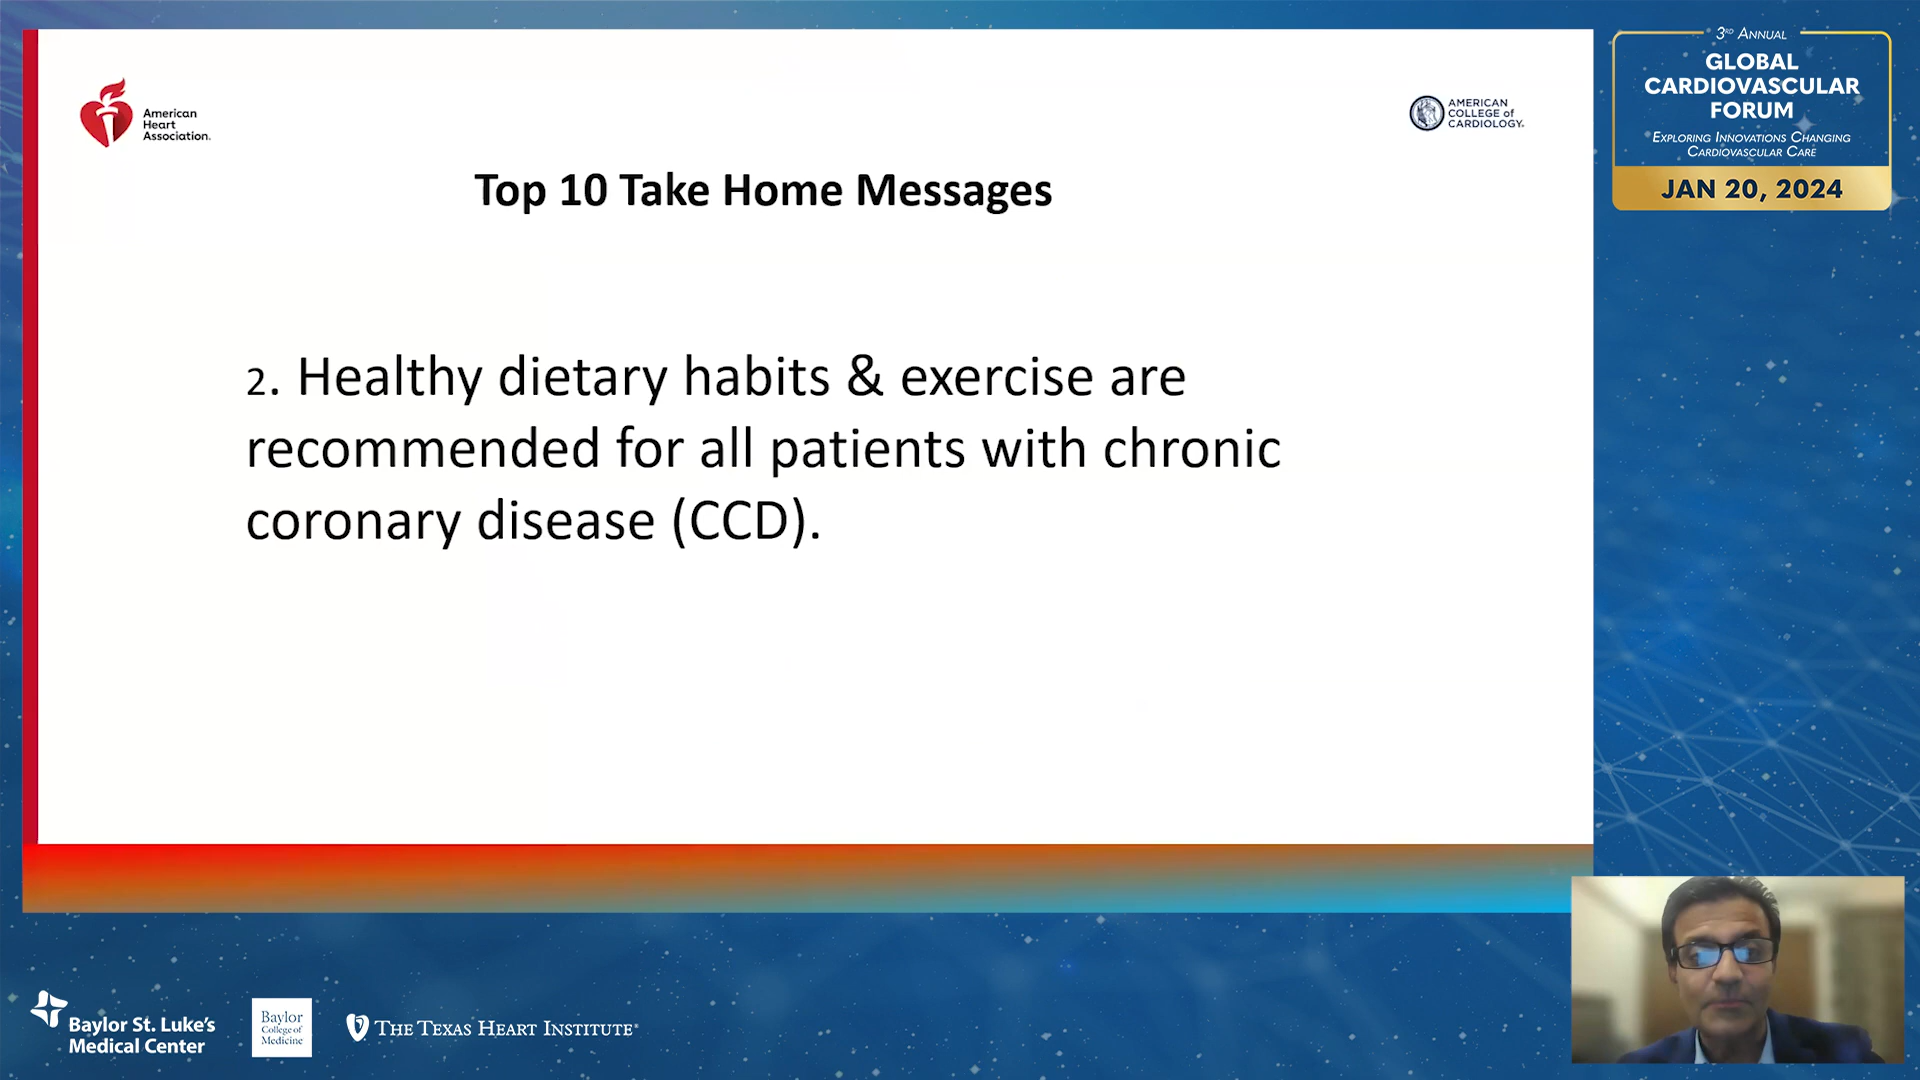 American
Heart
Association.
AMERICAN
COLLEGE of
CARDIOLOGY.
Top 10 Take Home Messages
2. Healthy dietary habits & exercise are
recommended for all patients with chronic
coronary disease (CCD).
3RD ANNUAL
GLOBAL
CARDIOVASCULAR
FORUM
EXPLORING INNOVATIONS CHANGING
CARDIOVASCULAR CARE
JAN 20, 2024
Baylor St. Luke's
Medical Center
Baylor
College of
Medicine
THE TEXAS HEART INSTITUTE®